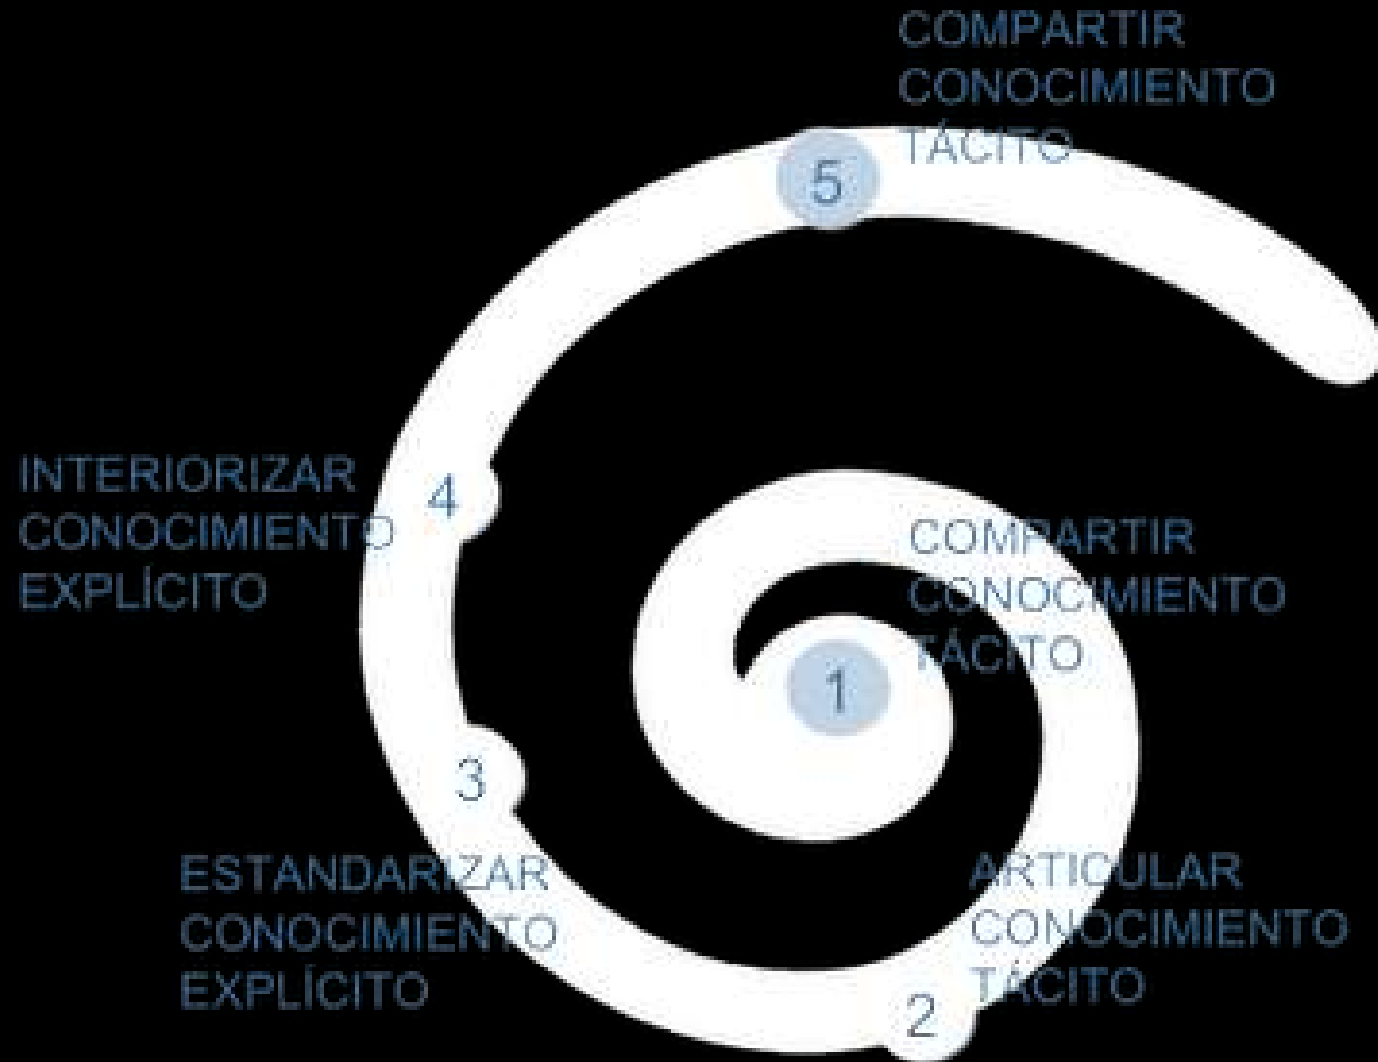 COMPARTIR
CONOCIMIENTO
TÁCITO
5
INTERIORIZAR
CONOCIMIENTO
EXPLÍCITO
4
COMPARTIR
CONOCIMIENTO
TÁCITO
1
3
ESTANDARIZAR
CONOCIMIENTO
EXPLÍCITO
ARTICULAR
CONOCIMIENTO
TÁCITO
2